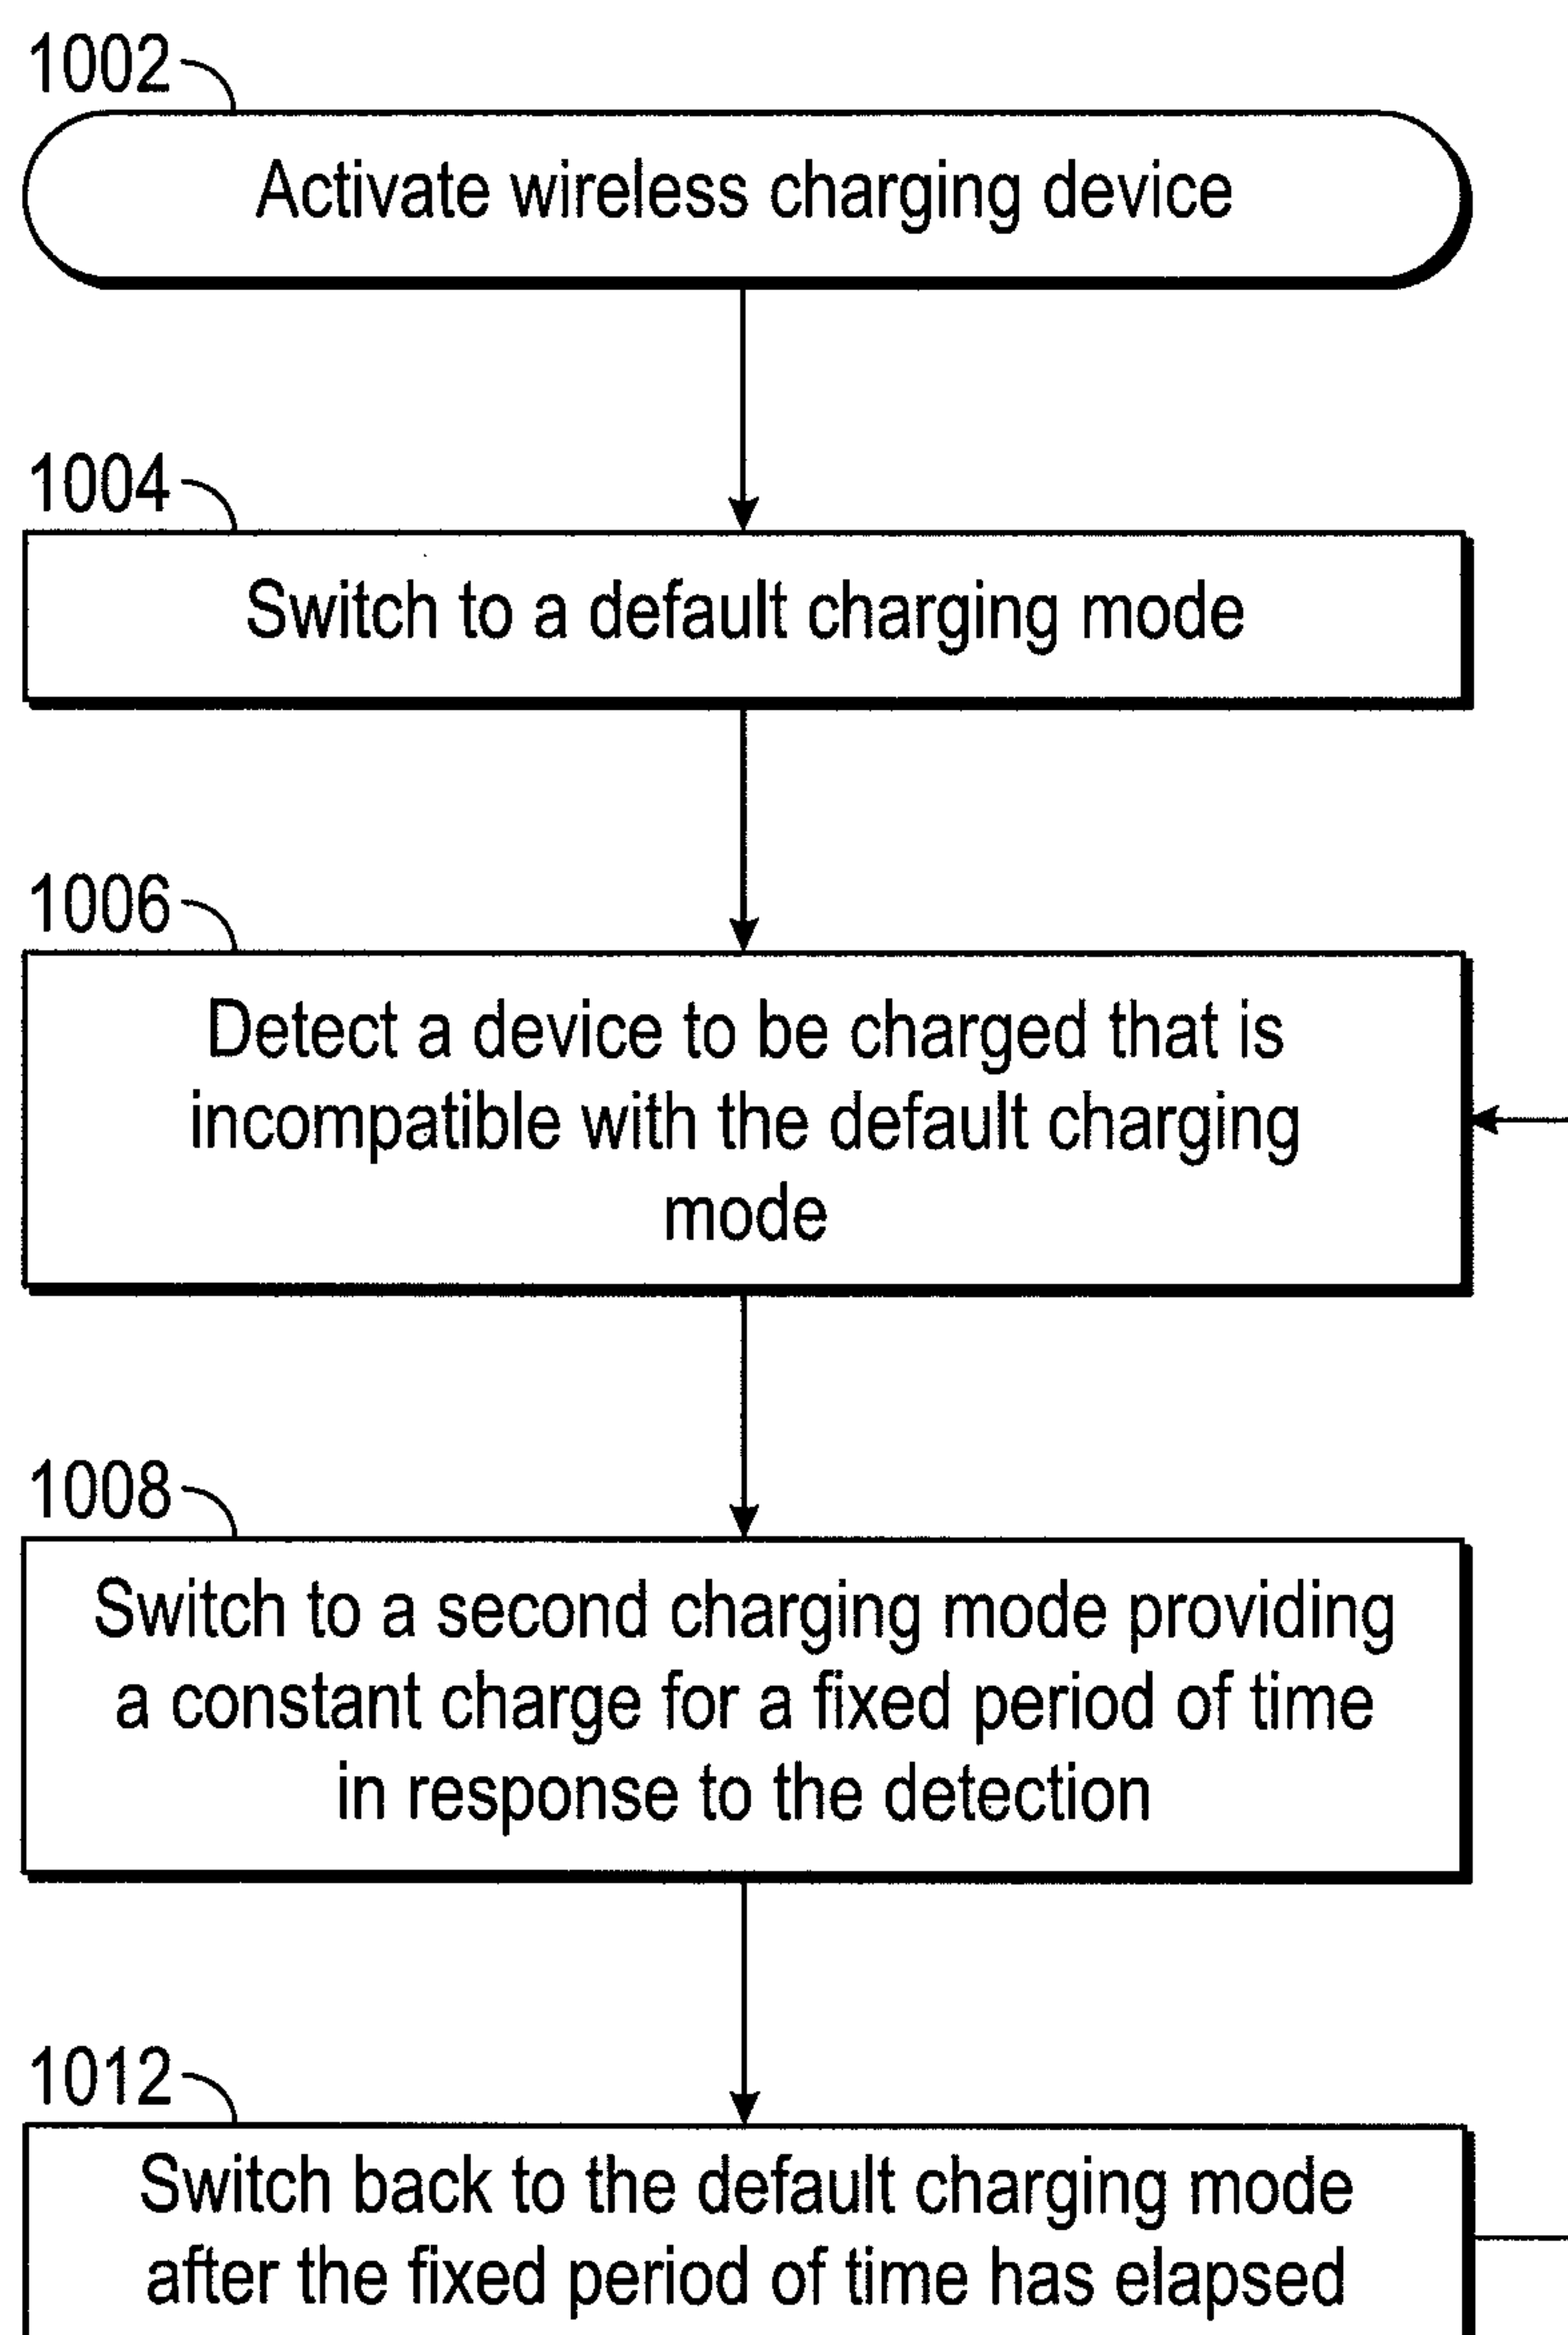 1002
Activate wireless charging device
1004
Switch to a default charging mode
1006
Detect a device to be charged that is
incompatible with the default charging
mode
1008
Switch to a second charging mode providing
a constant charge for a fixed period of time
in response to the detection
1012
Switch back to the default charging mode
after the fixed period of time has elapsed